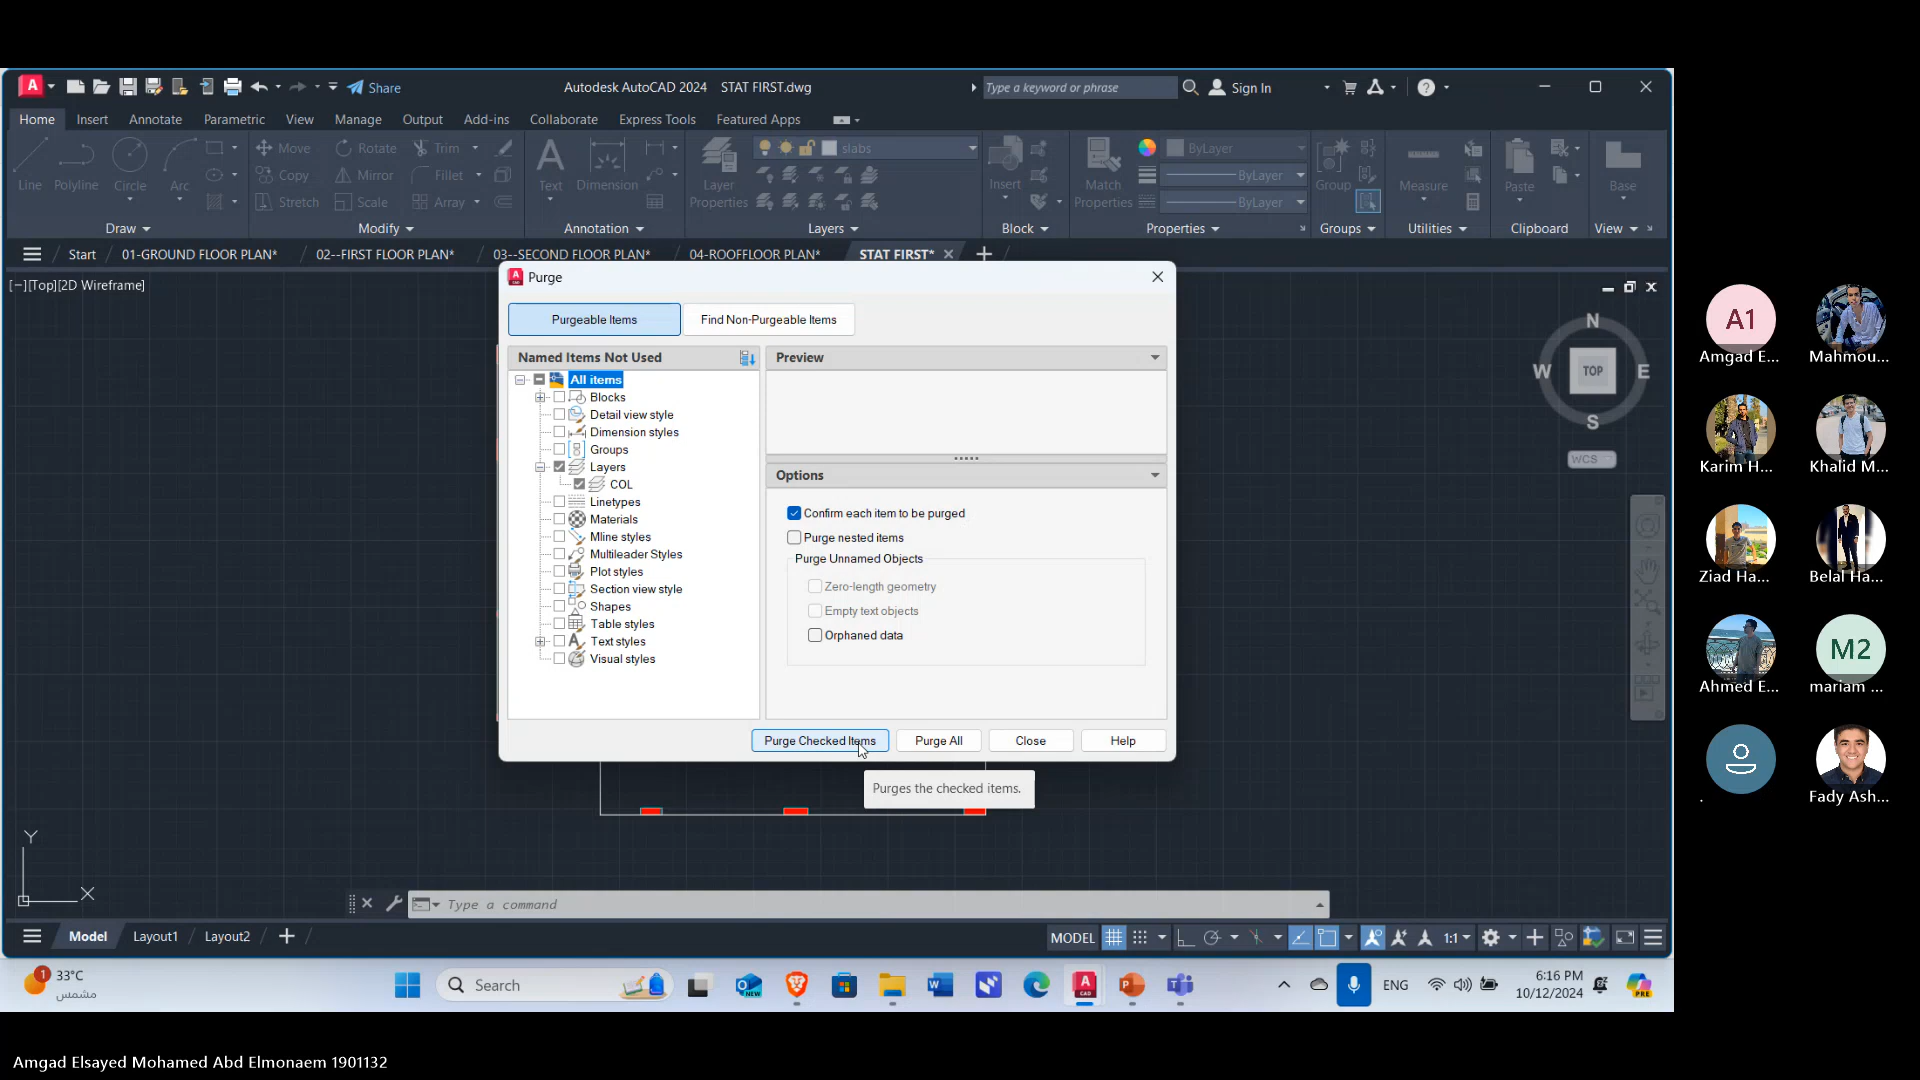 Share
Autodesk AutoCAD 2024 STAT FIRST.dwg
Type a keyword or phrase
Sign In
Home Insert Annotate Parametric View Manage Output Add-ins Collaborate Express Tools Featured Apps
Line Polyline Circle Arc
Move Rotate Trim
Copy Mirror Fillet
Stretch Scale Array
Text Dimension
Layer Properties
slabs
Insert
Match Properties
ByLayer
ByLayer
ByLayer
Group
Measure
Paste
Base
Draw Modify Annotation Layers Block Properties Groups Utilities Clipboard View
Start 01-GROUND FLOOR PLAN* 02--FIRST FLOOR PLAN* 03--SECOND FLOOR PLAN* 04-ROOFFLOOR PLAN* STAT FIRST*
[−][Top][2D Wireframe]
N
W TOP E
S
WCS
Purge
Purgeable Items Find Non-Purgeable Items
Named Items Not Used
All items
Blocks
Detail view style
Dimension styles
Groups
Layers
COL
Linetypes
Materials
Mline styles
Multileader Styles
Plot styles
Section view style
Shapes
Table styles
Text styles
Visual styles
Preview
Options
Confirm each item to be purged
Purge nested items
Purge Unnamed Objects
Zero-length geometry
Empty text objects
Orphaned data
Purge Checked Items Purge All Close Help
Purges the checked items.
Y
X
Type a command
Model Layout1 Layout2
MODEL 1:1
1
33°C
مشمس
Search
NEW
CAD
ENG
6:16 PM
10/12/2024
PRE
A1
Amgad E... Mahmou...
Karim H... Khalid M...
Ziad Ha... Belal Ha...
M2
Ahmed E... mariam ...
. Fady Ash...
Amgad Elsayed Mohamed Abd Elmonaem 1901132